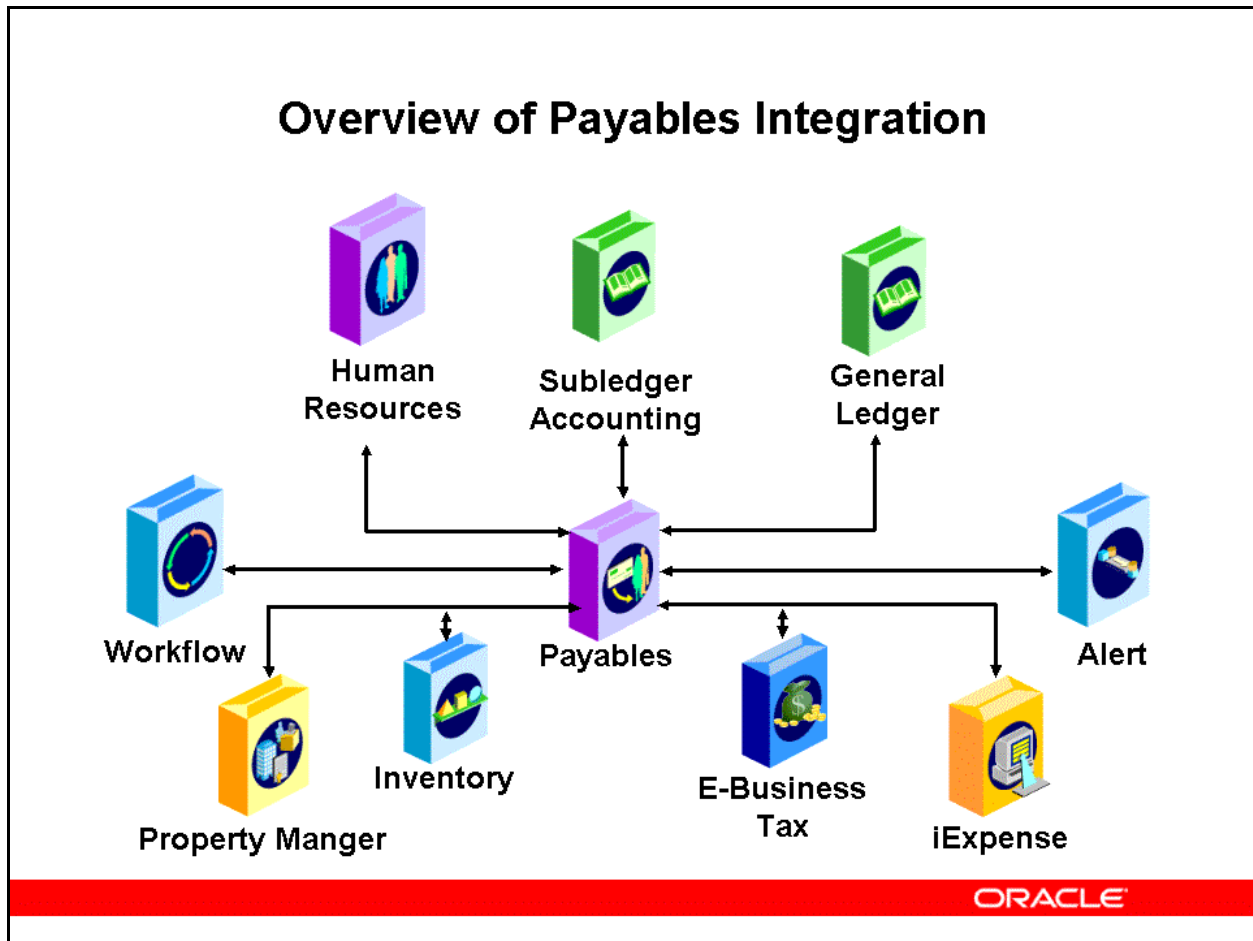 Overview of Payables Integration
Human
Resources
Subledger
Accounting
General
Ledger
Workflow
Payables
Alert
Property Manger
Inventory
E-Business
Tax
iExpense
ORACLE